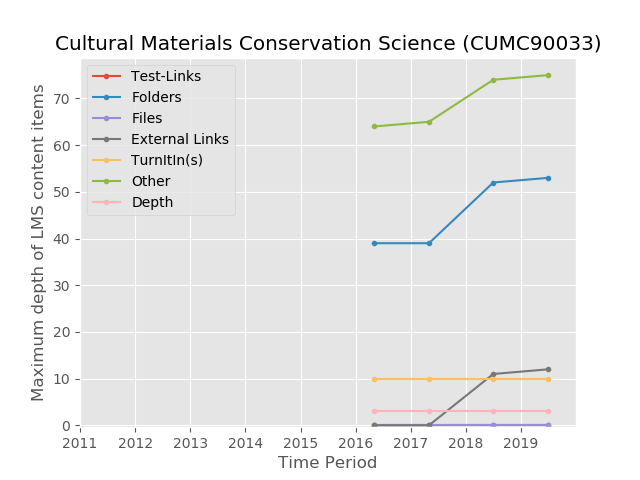 Cultural Materials Conservation Science (CUMC90033)
Maximum depth of LMS content items
70
60
50
40
30
20
10
0
Test-Links
Folders
Files
External Links
TurnItIn(s)
Other
Depth
2011 2012 2013 2014 2015 2016 2017 2018 2019
Time Period